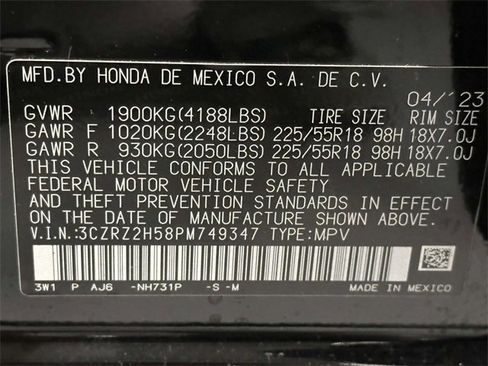 MFD.BY HONDA DE MEXICO S.A. DE C.V.
04/'23
GVWR 1900KG(4188LBS) TIRE SIZE RIM SIZE
GAWR F 1020KG(2248LBS) 225/55R18 98H 18X7.0J
GAWR R 930KG(2050LBS) 225/55R18 98H 18X7.0J
THIS VEHICLE CONFORMS TO ALL APPLICABLE
FEDERAL MOTOR VEHICLE SAFETY
AND THEFT PREVENTION STANDARDS IN EFFECT
ON THE DATE OF MANUFACTURE SHOWN ABOVE.
V.I.N.:3CZRZ2H58PM749347 TYPE:MPV
3W1 P AJ6 -NH731P -S -M MADE IN MEXICO